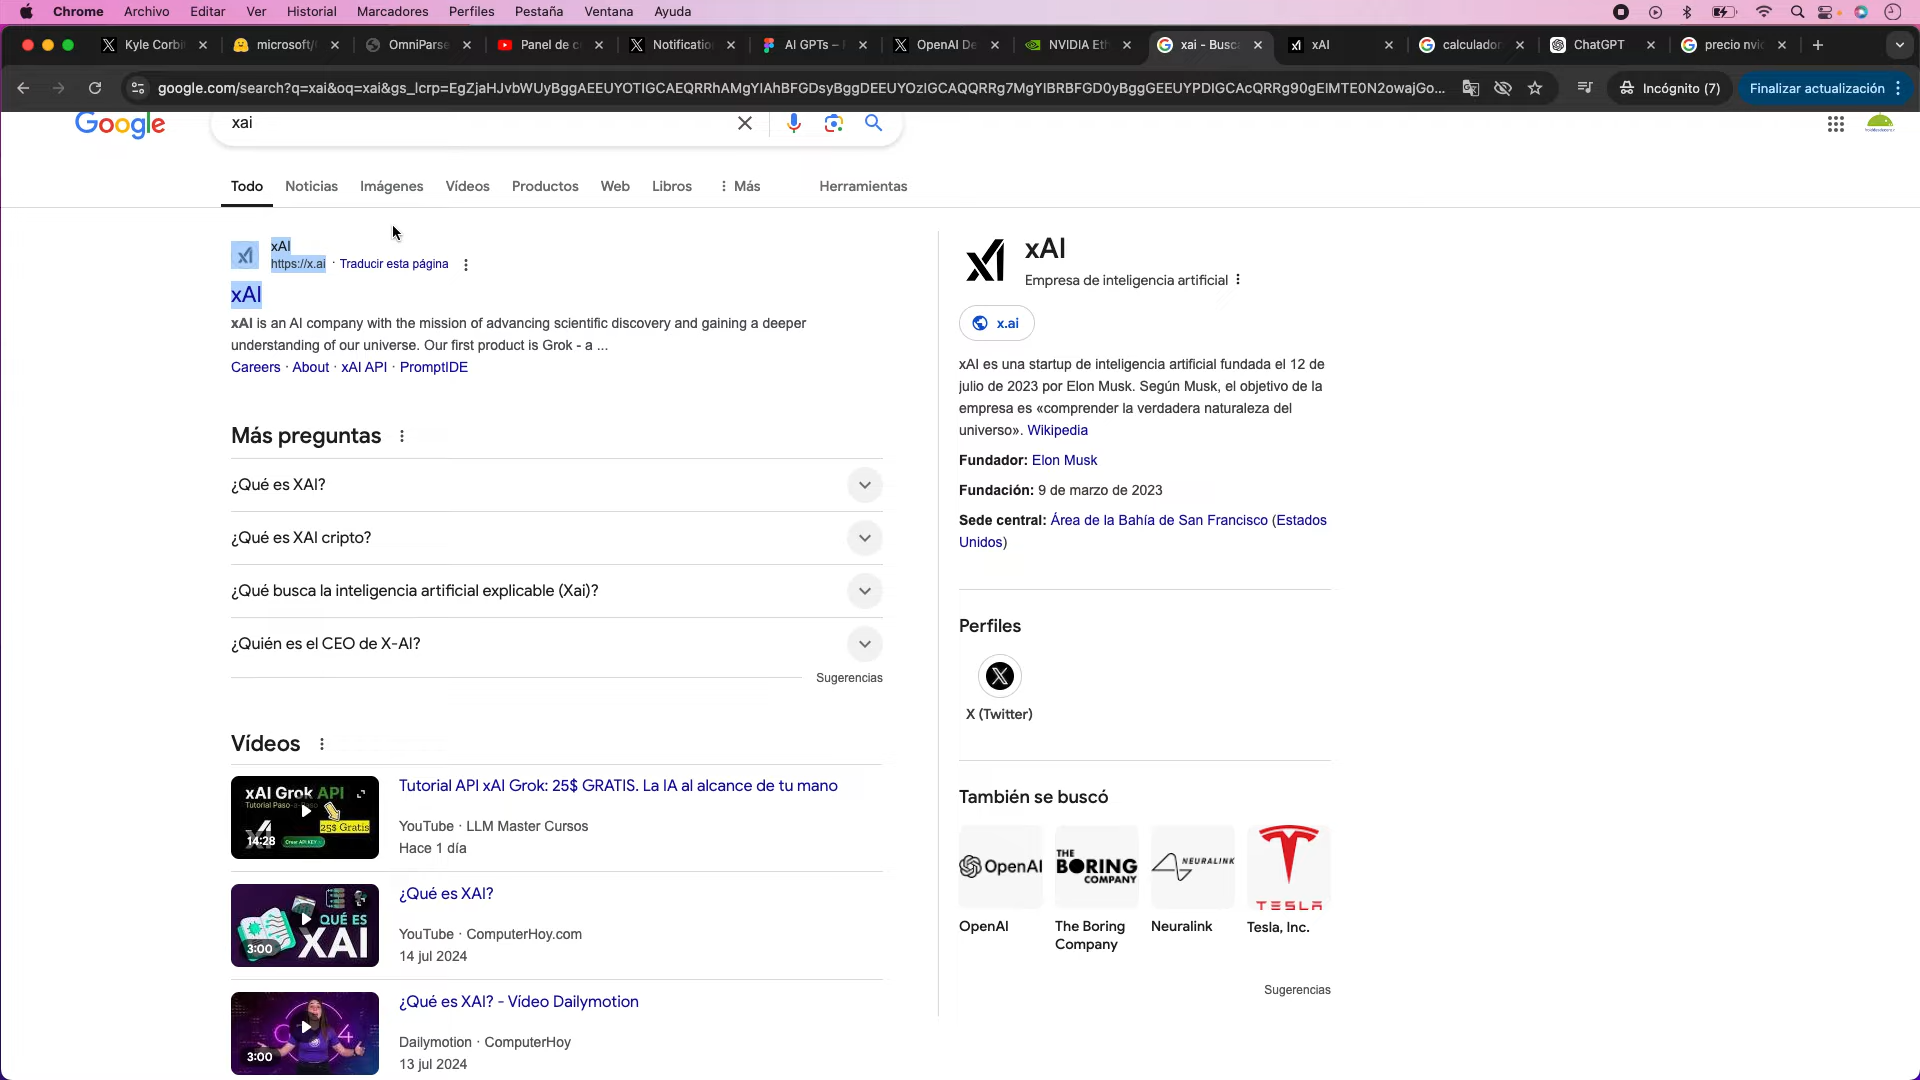 Chrome Archivo Editar Ver Historial Marcadores Perfiles Pestaña Ventana Ayuda
Kyle Corbi microsoft/ OmniParse Panel de c Notificatio AI GPTs – OpenAI De NVIDIA Eth xai - Busc xAI calculador ChatGPT precio nvi
google.com/search?q=xai&oq=xai&gs_lcrp=EgZjaHJvbWUyBggAEEUYOTIGCAEQRRhAMgYIAhBFGDsyBggDEEUYOzIGCAQQRRg7MgYIBRBFGD0yBggGEEUYPDIGCAcQRRg90gEIMTE0N2owajGo... Incógnito (7) Finalizar actualización
Google xai
Todo Noticias Imágenes Vídeos Productos Web Libros Más Herramientas
xAI
https://x.ai · Traducir esta página
xAI
xAI is an AI company with the mission of advancing scientific discovery and gaining a deeper
understanding of our universe. Our first product is Grok - a ...
Careers · About · xAI API · PromptIDE
Más preguntas
¿Qué es XAI?
¿Qué es XAI cripto?
¿Qué busca la inteligencia artificial explicable (Xai)?
¿Quién es el CEO de X-AI?
Sugerencias
Vídeos
xAI Grok API
Tutorial Paso-a-Paso
25$ Gratis
Crear API KEY
14:28
Tutorial API xAI Grok: 25$ GRATIS. La IA al alcance de tu mano
YouTube · LLM Master Cursos
Hace 1 día
QUÉ ES
XAI
3:00
¿Qué es XAI?
YouTube · ComputerHoy.com
14 jul 2024
3:00
¿Qué es XAI? - Vídeo Dailymotion
Dailymotion · ComputerHoy
13 jul 2024
xAI
Empresa de inteligencia artificial
x.ai
xAI es una startup de inteligencia artificial fundada el 12 de
julio de 2023 por Elon Musk. Según Musk, el objetivo de la
empresa es «comprender la verdadera naturaleza del
universo». Wikipedia
Fundador: Elon Musk
Fundación: 9 de marzo de 2023
Sede central: Área de la Bahía de San Francisco (Estados
Unidos)
Perfiles
X (Twitter)
También se buscó
OpenAI THE BORING COMPANY NEURALINK TESLA
OpenAI The Boring Company Neuralink Tesla, Inc.
Sugerencias